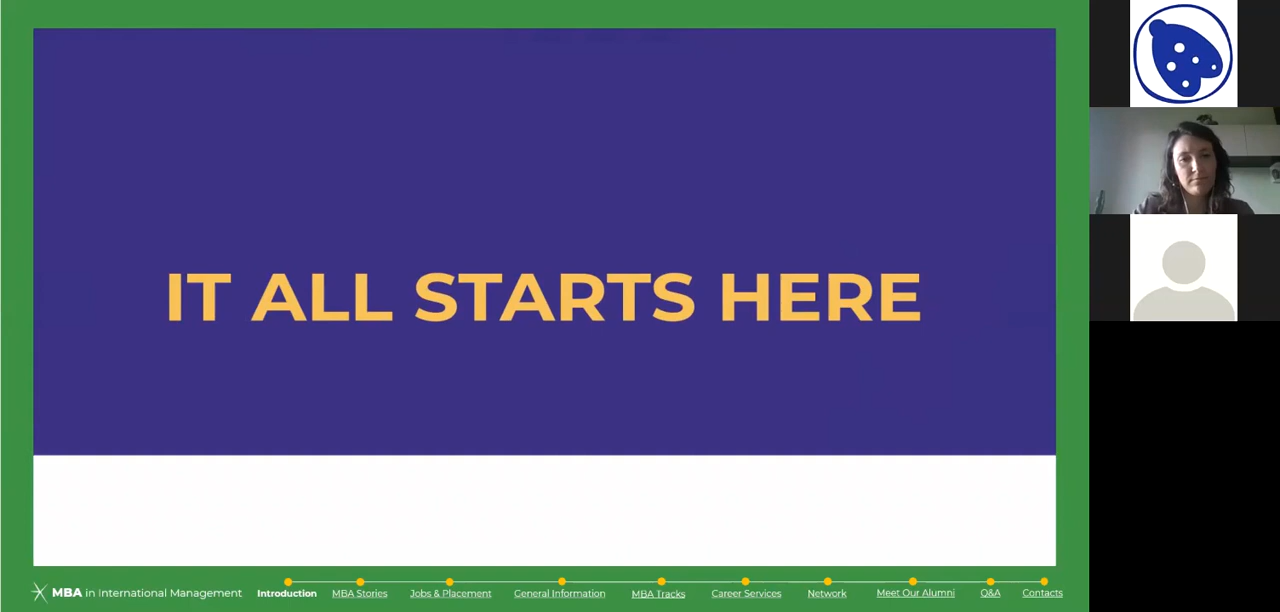 IT ALL STARTS HERE
MBA in International Management
Introduction
MBA Stories
Jobs & Placement
General Information
MBA Tracks
Career Services
Network
Meet Our Alumni
Q&A
Contacts